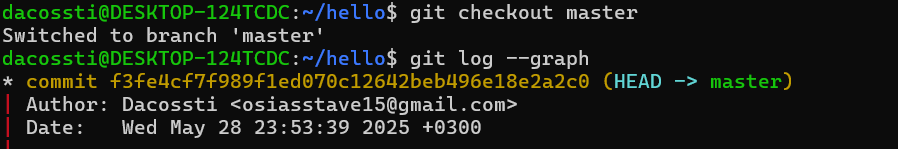 dacossti@DESKTOP-124TCDC:~/hello$ git checkout master
Switched to branch 'master'
dacossti@DESKTOP-124TCDC:~/hello$ git log --graph
* commit f3fe4cf7f989f1ed070c12642beb496e18e2a2c0 (HEAD -> master)
| Author: Dacossti <osiasstave15@gmail.com>
| Date:   Wed May 28 23:53:39 2025 +0300
|